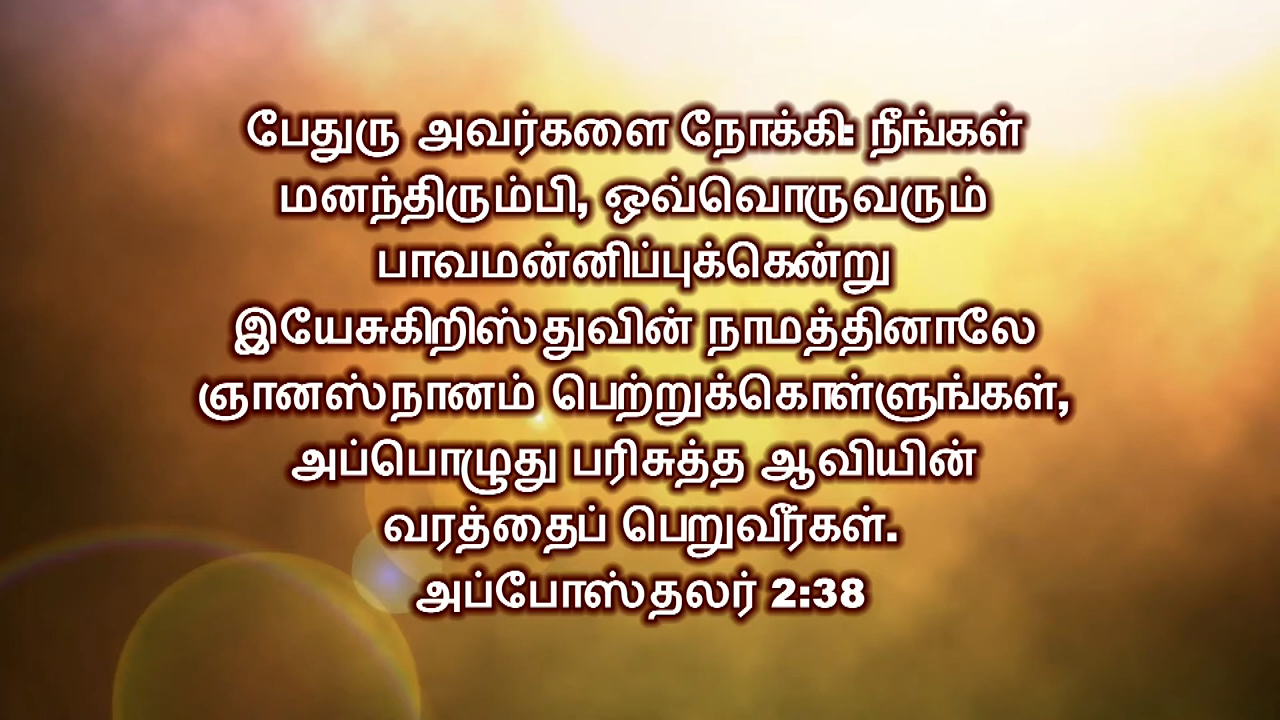 பேதுரு அவர்களை நோக்கி: நீங்கள்
மனந்திரும்பி, ஒவ்வொருவரும்
பாவமன்னிப்புக்கென்று
இயேசுகிறிஸ்துவின் நாமத்தினாலே
ஞானஸ்நானம் பெற்றுக்கொள்ளுங்கள்,
அப்பொழுது பரிசுத்த ஆவியின்
வரத்தைப் பெறுவீர்கள்.
அப்போஸ்தலர் 2:38